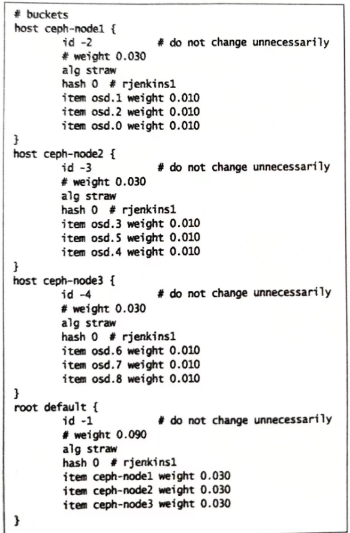 # buckets
host ceph-node1 {
id -2 # do not change unnecessarily
# weight 0.030
alg straw
hash 0 # rjenkins1
item osd.1 weight 0.010
item osd.2 weight 0.010
item osd.0 weight 0.010
}
host ceph-node2 {
id -3 # do not change unnecessarily
# weight 0.030
alg straw
hash 0 # rjenkins1
item osd.3 weight 0.010
item osd.5 weight 0.010
item osd.4 weight 0.010
}
host ceph-node3 {
id -4 # do not change unnecessarily
# weight 0.030
alg straw
hash 0 # rjenkins1
item osd.6 weight 0.010
item osd.7 weight 0.010
item osd.8 weight 0.010
}
root default {
id -1 # do not change unnecessarily
# weight 0.090
alg straw
hash 0 # rjenkins1
item ceph-node1 weight 0.030
item ceph-node2 weight 0.030
item ceph-node3 weight 0.030
}